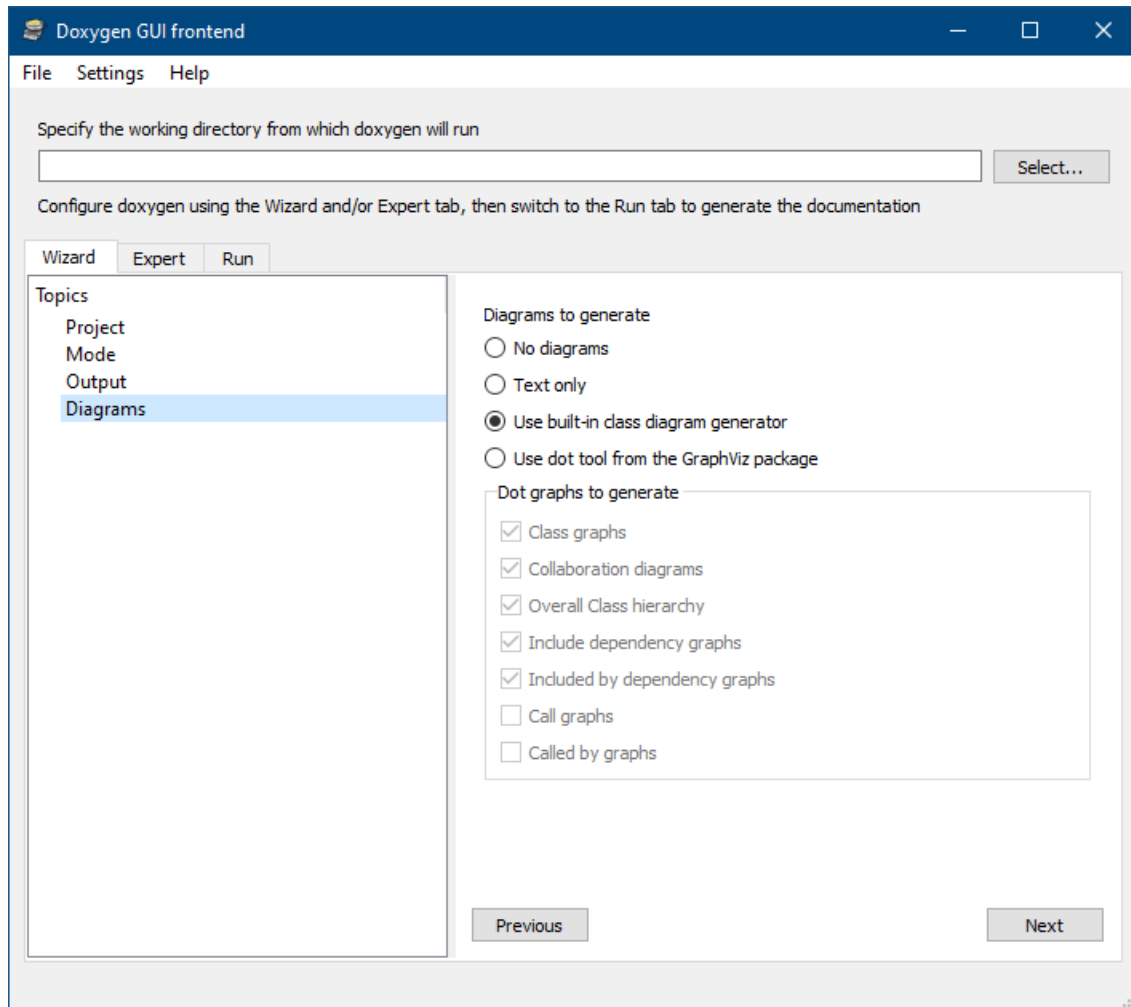 Doxygen GUI frontend
File Settings Help
Specify the working directory from which doxygen will run
Select...
Configure doxygen using the Wizard and/or Expert tab, then switch to the Run tab to generate the documentation
Wizard Expert Run
Topics
Project
Mode
Output
Diagrams
Diagrams to generate
No diagrams
Text only
Use built-in class diagram generator
Use dot tool from the GraphViz package
Dot graphs to generate
Class graphs
Collaboration diagrams
Overall Class hierarchy
Include dependency graphs
Included by dependency graphs
Call graphs
Called by graphs
Previous Next